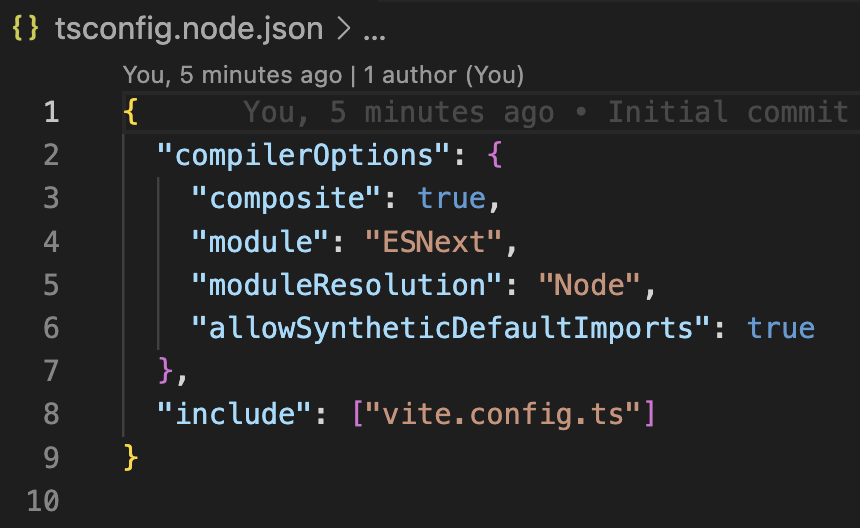 {} tsconfig.node.json > ...
You, 5 minutes ago | 1 author (You)
1 { You, 5 minutes ago • Initial commit
2 "compilerOptions": {
3 "composite": true,
4 "module": "ESNext",
5 "moduleResolution": "Node",
6 "allowSyntheticDefaultImports": true
7 },
8 "include": ["vite.config.ts"]
9 }
10